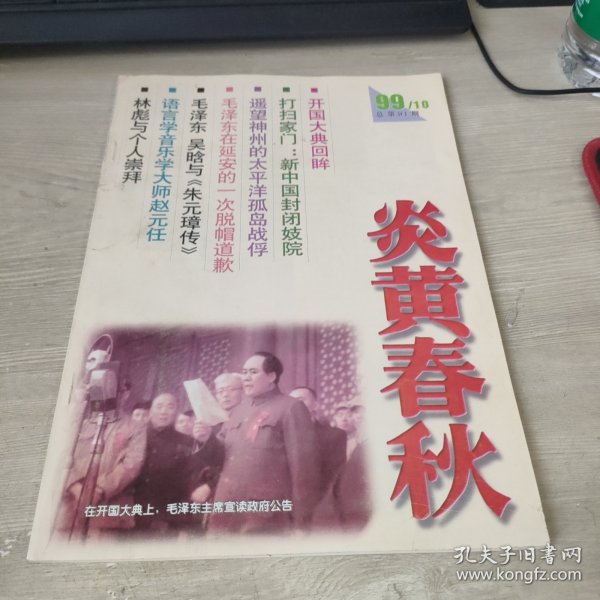 99/10
总第91期
开国大典回眸
打扫家门：新中国封闭妓院
遥望神州的太平洋孤岛战俘
毛泽东在延安的一次脱帽道歉
毛泽东 吴晗与《朱元璋传》
语言学音乐学大师赵元任
林彪与个人崇拜
炎黄春秋
在开国大典上，毛泽东主席宣读政府公告
孔夫子旧书网
www.kongfz.com